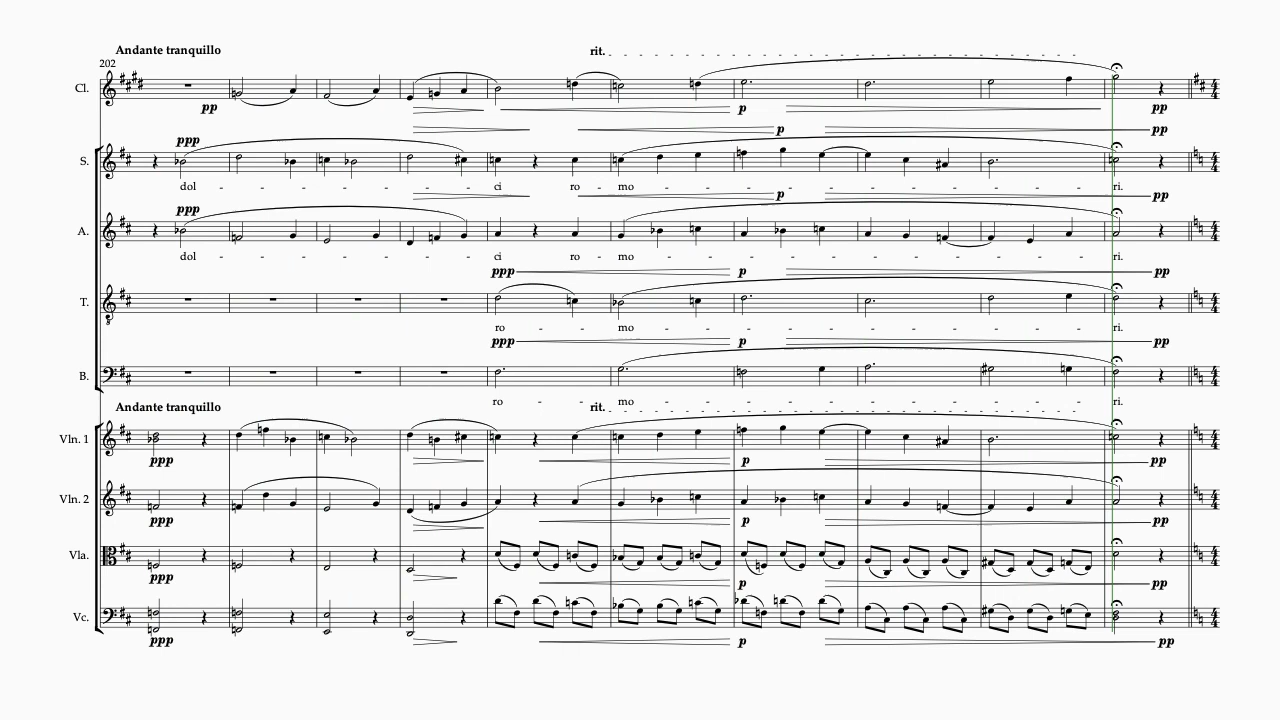 Andante tranquillo rit.
202
Cl.
pp p pp
p pp
ppp
S.
dol - - - - - - - - ci ro - mo - - - - - - - - ri.
p pp
ppp
A.
dol - - - - - - - - ci ro - mo - - - - - - - - ri.
ppp p pp
T.
ro - - mo - - - - - - - - ri.
ppp p pp
B.
ro - - mo - - - - - - - - ri.
Andante tranquillo rit.
Vln. 1
ppp p pp
Vln. 2
ppp p pp
Vla.
ppp p pp
Vc.
ppp p pp